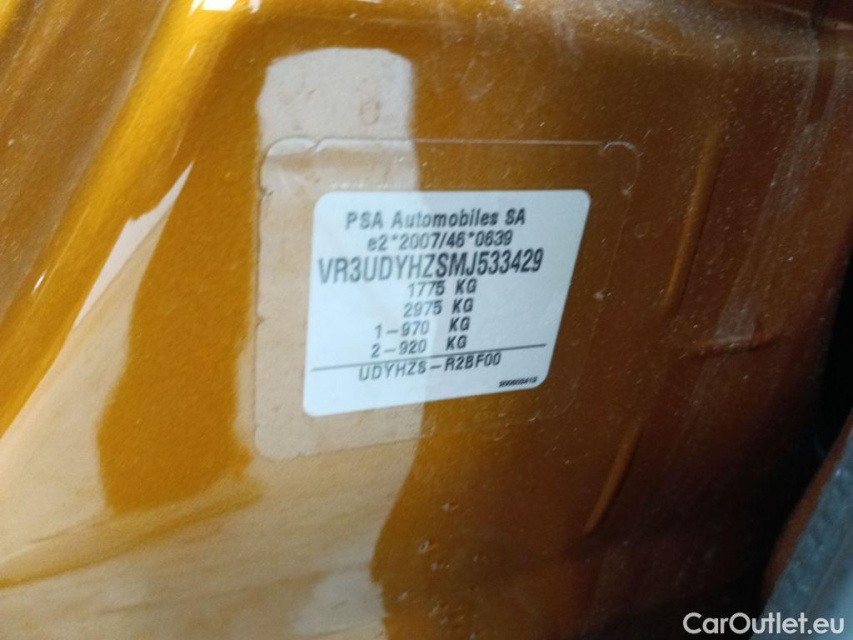 PSA Automobiles SA
e2*2007/46*0639
VR3UDYHZSMJ533429
1775 KG
2975 KG
1-970 KG
2-920 KG
UDYHZS-R2BF00
CarOutlet.eu